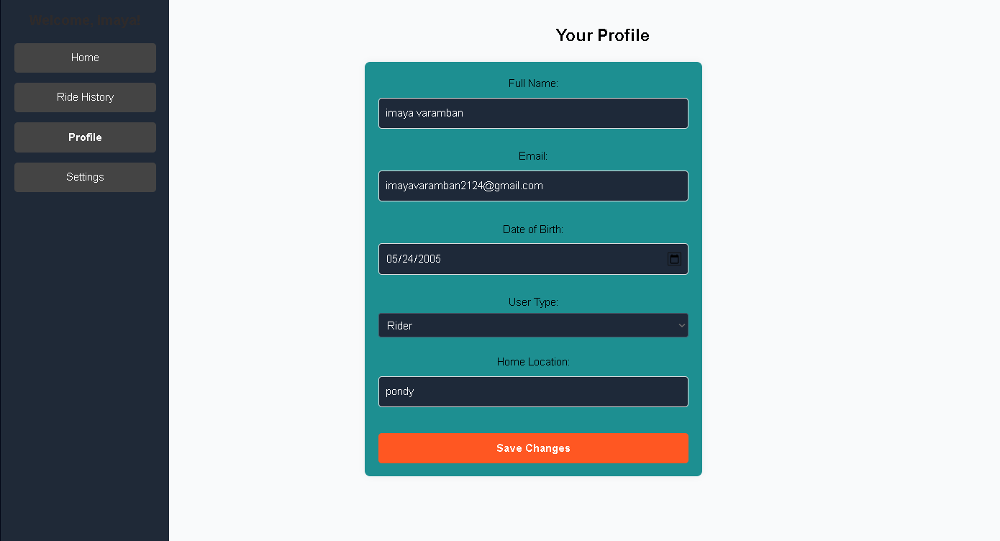 Welcome, imaya!
Home
Ride History
Profile
Settings
Your Profile
Full Name:
imaya varamban
Email:
imayavaramban2124@gmail.com
Date of Birth:
05/24/2005
User Type:
Rider
Home Location:
pondy
Save Changes